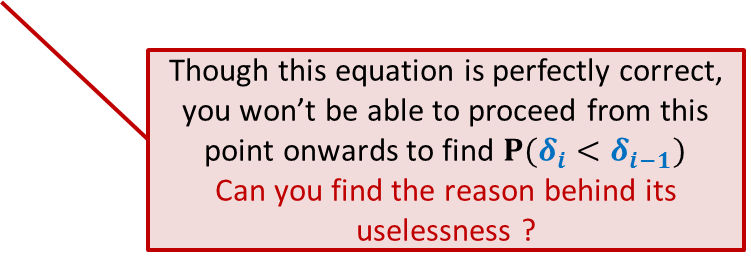 Though this equation is perfectly correct,
you won’t be able to proceed from this
point onwards to find P(δᵢ < δᵢ₋₁)
Can you find the reason behind its
uselessness ?